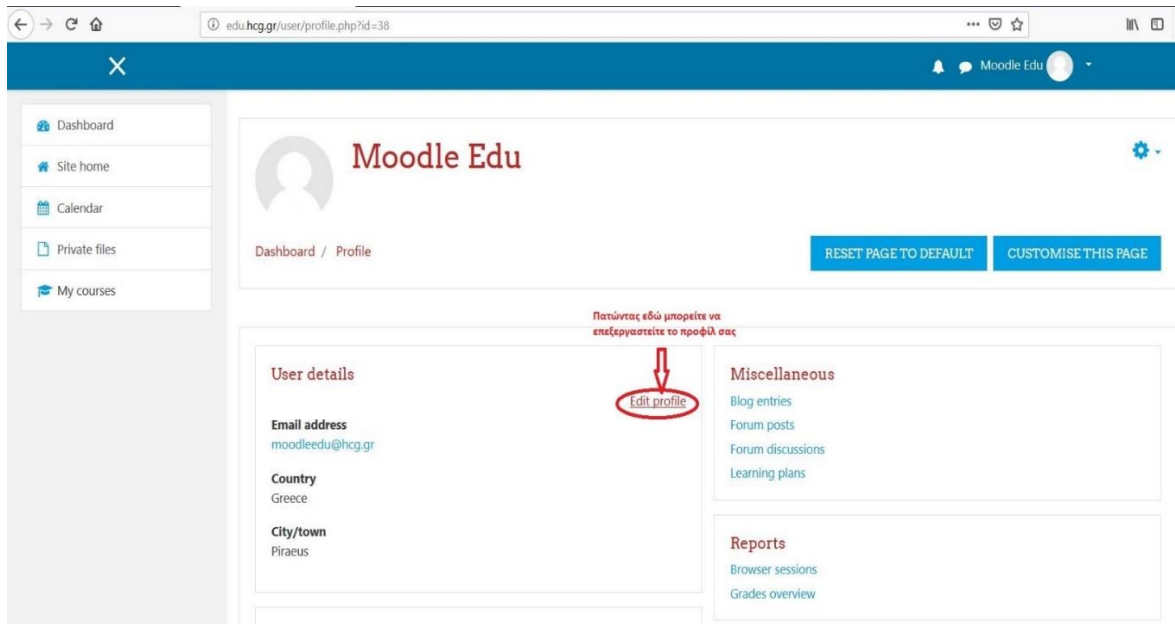 edu.hcg.gr/user/profile.php?id=38
Moodle Edu
Dashboard
Site home
Calendar
Private files
My courses
Moodle Edu
Dashboard / Profile
RESET PAGE TO DEFAULT
CUSTOMISE THIS PAGE
Πατώντας εδώ μπορείτε να
επεξεργαστείτε το προφίλ σας
User details
Edit profile
Email address
moodleedu@hcg.gr
Country
Greece
City/town
Piraeus
Miscellaneous
Blog entries
Forum posts
Forum discussions
Learning plans
Reports
Browser sessions
Grades overview